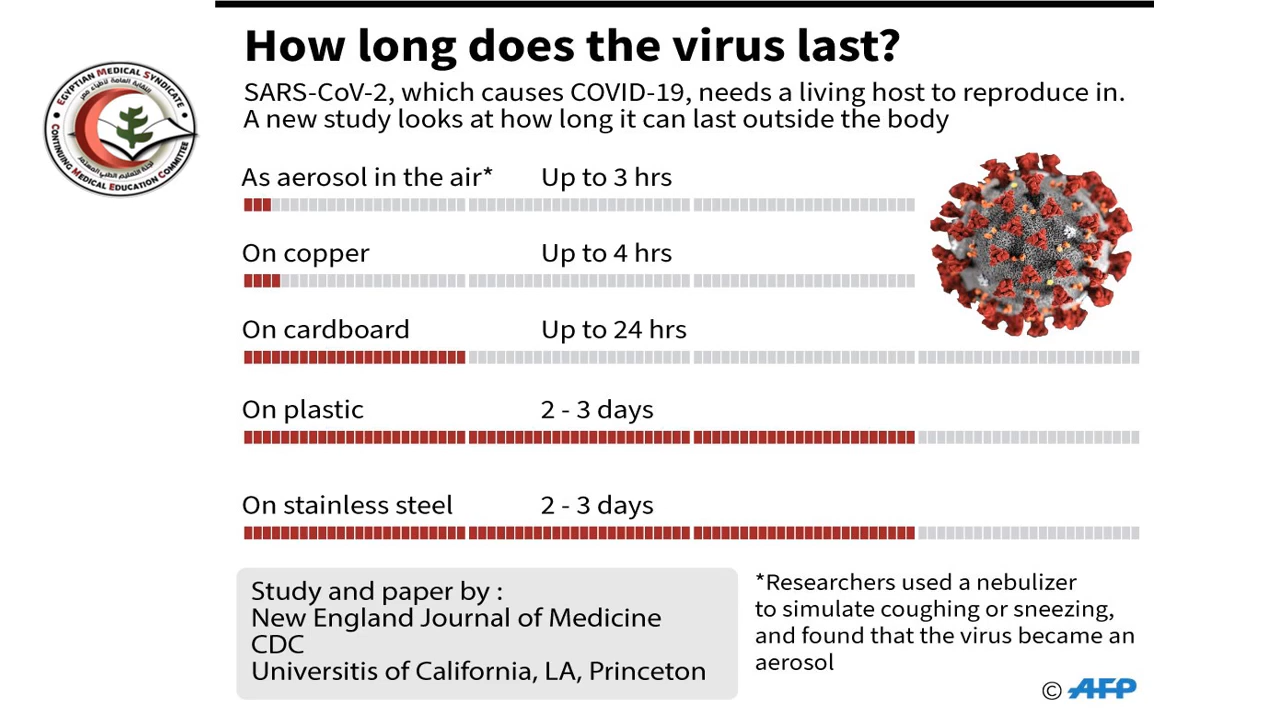 How long does the virus last?
SARS-CoV-2, which causes COVID-19, needs a living host to reproduce in.
A new study looks at how long it can last outside the body
EGYPTIAN MEDICAL SYNDICATE
CONTINUING MEDICAL EDUCATION COMMITTEE
As aerosol in the air* Up to 3 hrs
On copper Up to 4 hrs
On cardboard Up to 24 hrs
On plastic 2 - 3 days
On stainless steel 2 - 3 days
Study and paper by :
New England Journal of Medicine
CDC
Universitis of California, LA, Princeton
*Researchers used a nebulizer
to simulate coughing or sneezing,
and found that the virus became an
aerosol
© AFP